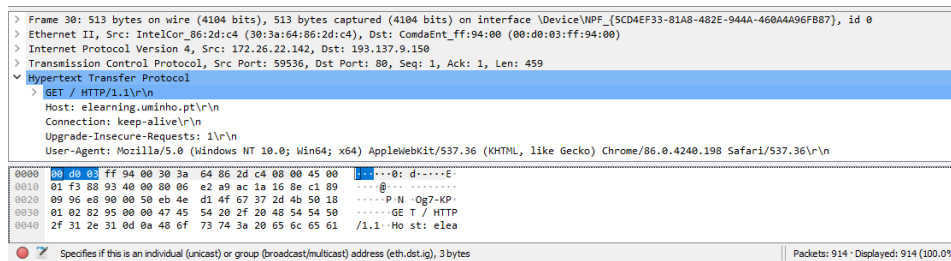 > Frame 30: 513 bytes on wire (4104 bits), 513 bytes captured (4104 bits) on interface \Device\NPF_{5CD4EF33-81A8-482E-944A-460A4A96FB87}, id 0
> Ethernet II, Src: IntelCor_86:2d:c4 (30:3a:64:86:2d:c4), Dst: ComdaEnt_ff:94:00 (00:d0:03:ff:94:00)
> Internet Protocol Version 4, Src: 172.26.22.142, Dst: 193.137.9.150
> Transmission Control Protocol, Src Port: 59536, Dst Port: 80, Seq: 1, Ack: 1, Len: 459
Hypertext Transfer Protocol
> GET / HTTP/1.1\r\n
Host: elearning.uminho.pt\r\n
Connection: keep-alive\r\n
Upgrade-Insecure-Requests: 1\r\n
User-Agent: Mozilla/5.0 (Windows NT 10.0; Win64; x64) AppleWebKit/537.36 (KHTML, like Gecko) Chrome/86.0.4240.198 Safari/537.36\r\n
0000 00 d0 03 ff 94 00 30 3a 64 86 2d c4 08 00 45 00 ······0: d·-···E·
0010 01 f3 88 93 40 00 80 06 e2 a9 ac 1a 16 8e c1 89 ····@··· ········
0020 09 96 e8 90 00 50 eb 4e d1 4f 67 37 2d 4b 50 18 ·····P·N ·Og7-KP·
0030 01 02 82 95 00 00 47 45 54 20 2f 20 48 54 54 50 ······GE T / HTTP
0040 2f 31 2e 31 0d 0a 48 6f 73 74 3a 20 65 6c 65 61 /1.1··Ho st: elea
Specifies if this is an individual (unicast) or group (broadcast/multicast) address (eth.dst.ig), 3 bytes
Packets: 914 · Displayed: 914 (100.0%